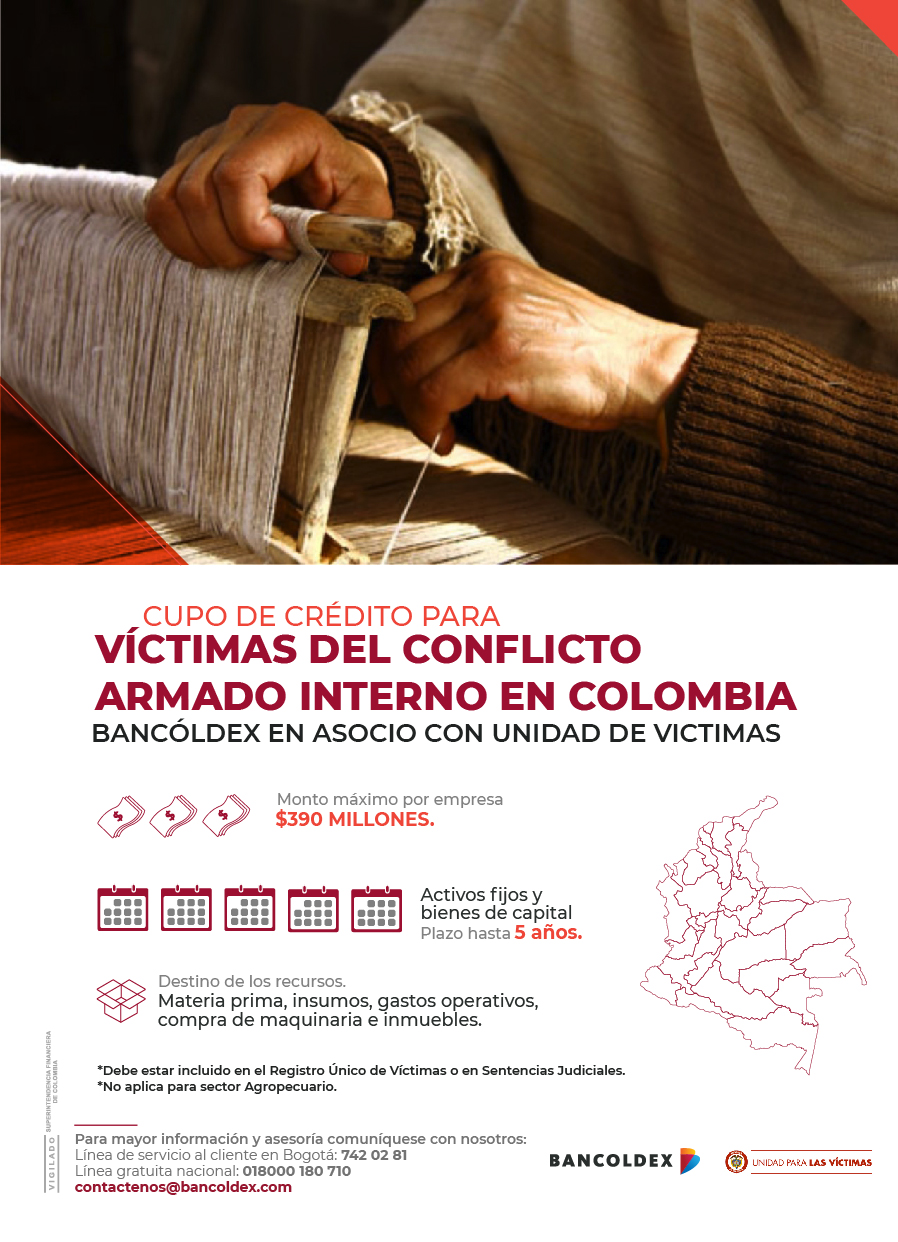 CUPO DE CRÉDITO PARA
VÍCTIMAS DEL CONFLICTO
ARMADO INTERNO EN COLOMBIA
BANCÓLDEX EN ASOCIO CON UNIDAD DE VICTIMAS
Monto máximo por empresa
$390 MILLONES.
Activos fijos y
bienes de capital
Plazo hasta 5 años.
Destino de los recursos.
Materia prima, insumos, gastos operativos,
compra de maquinaria e inmuebles.
*Debe estar incluido en el Registro Único de Víctimas o en Sentencias Judiciales.
*No aplica para sector Agropecuario.
VIGILADO
SUPERINTENDENCIA FINANCIERA
DE COLOMBIA
Para mayor información y asesoría comuníquese con nosotros:
Línea de servicio al cliente en Bogotá: 742 02 81
Línea gratuita nacional: 018000 180 710
contactenos@bancoldex.com
BANCOLDEX
UNIDAD PARA LAS VÍCTIMAS